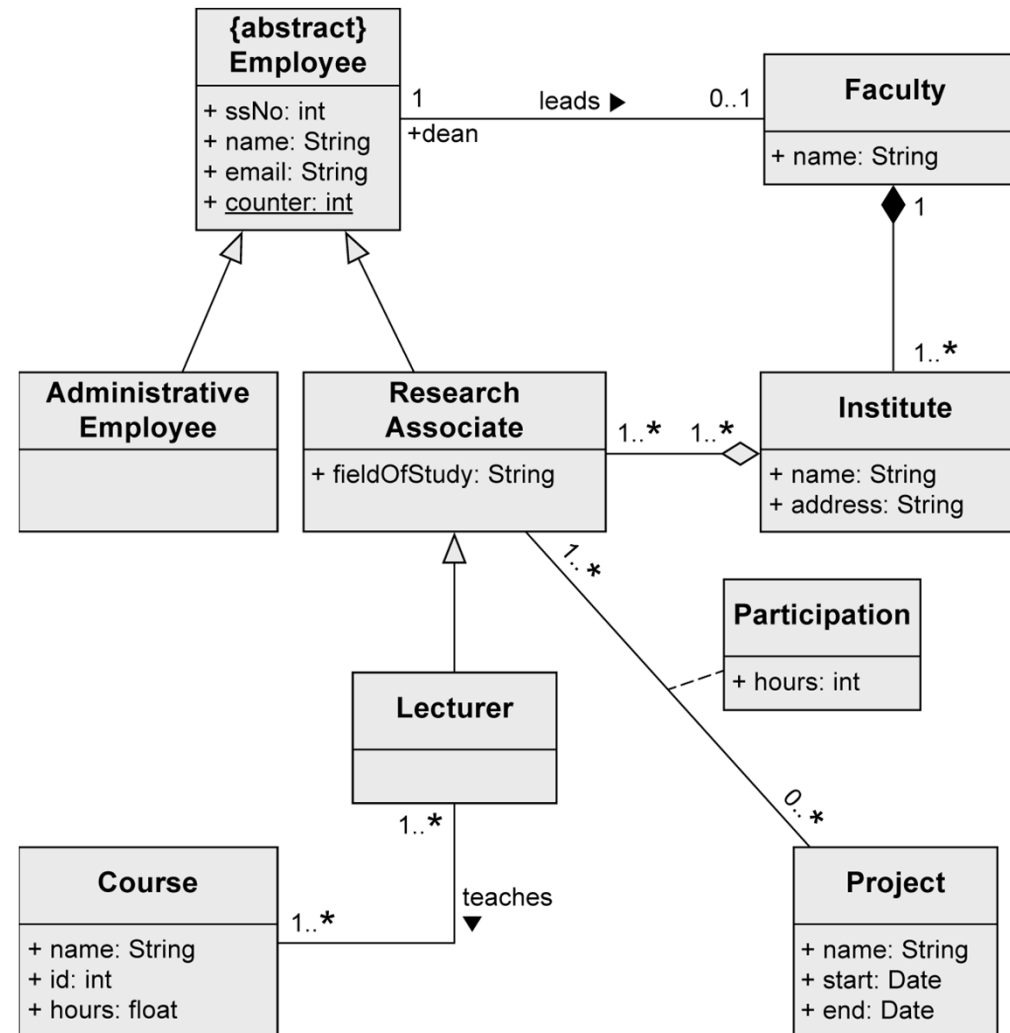 {abstract}
Employee
+ ssNo: int
+ name: String
+ email: String
+ counter: int
1
+dean
leads ▶
0..1
Faculty
+ name: String
1
1..*
Administrative
Employee
Research
Associate
+ fieldOfStudy: String
1..*
1..*
Institute
+ name: String
+ address: String
1..*
Participation
+ hours: int
Lecturer
1..*
0..*
teaches
▼
Course
+ name: String
+ id: int
+ hours: float
1..*
Project
+ name: String
+ start: Date
+ end: Date